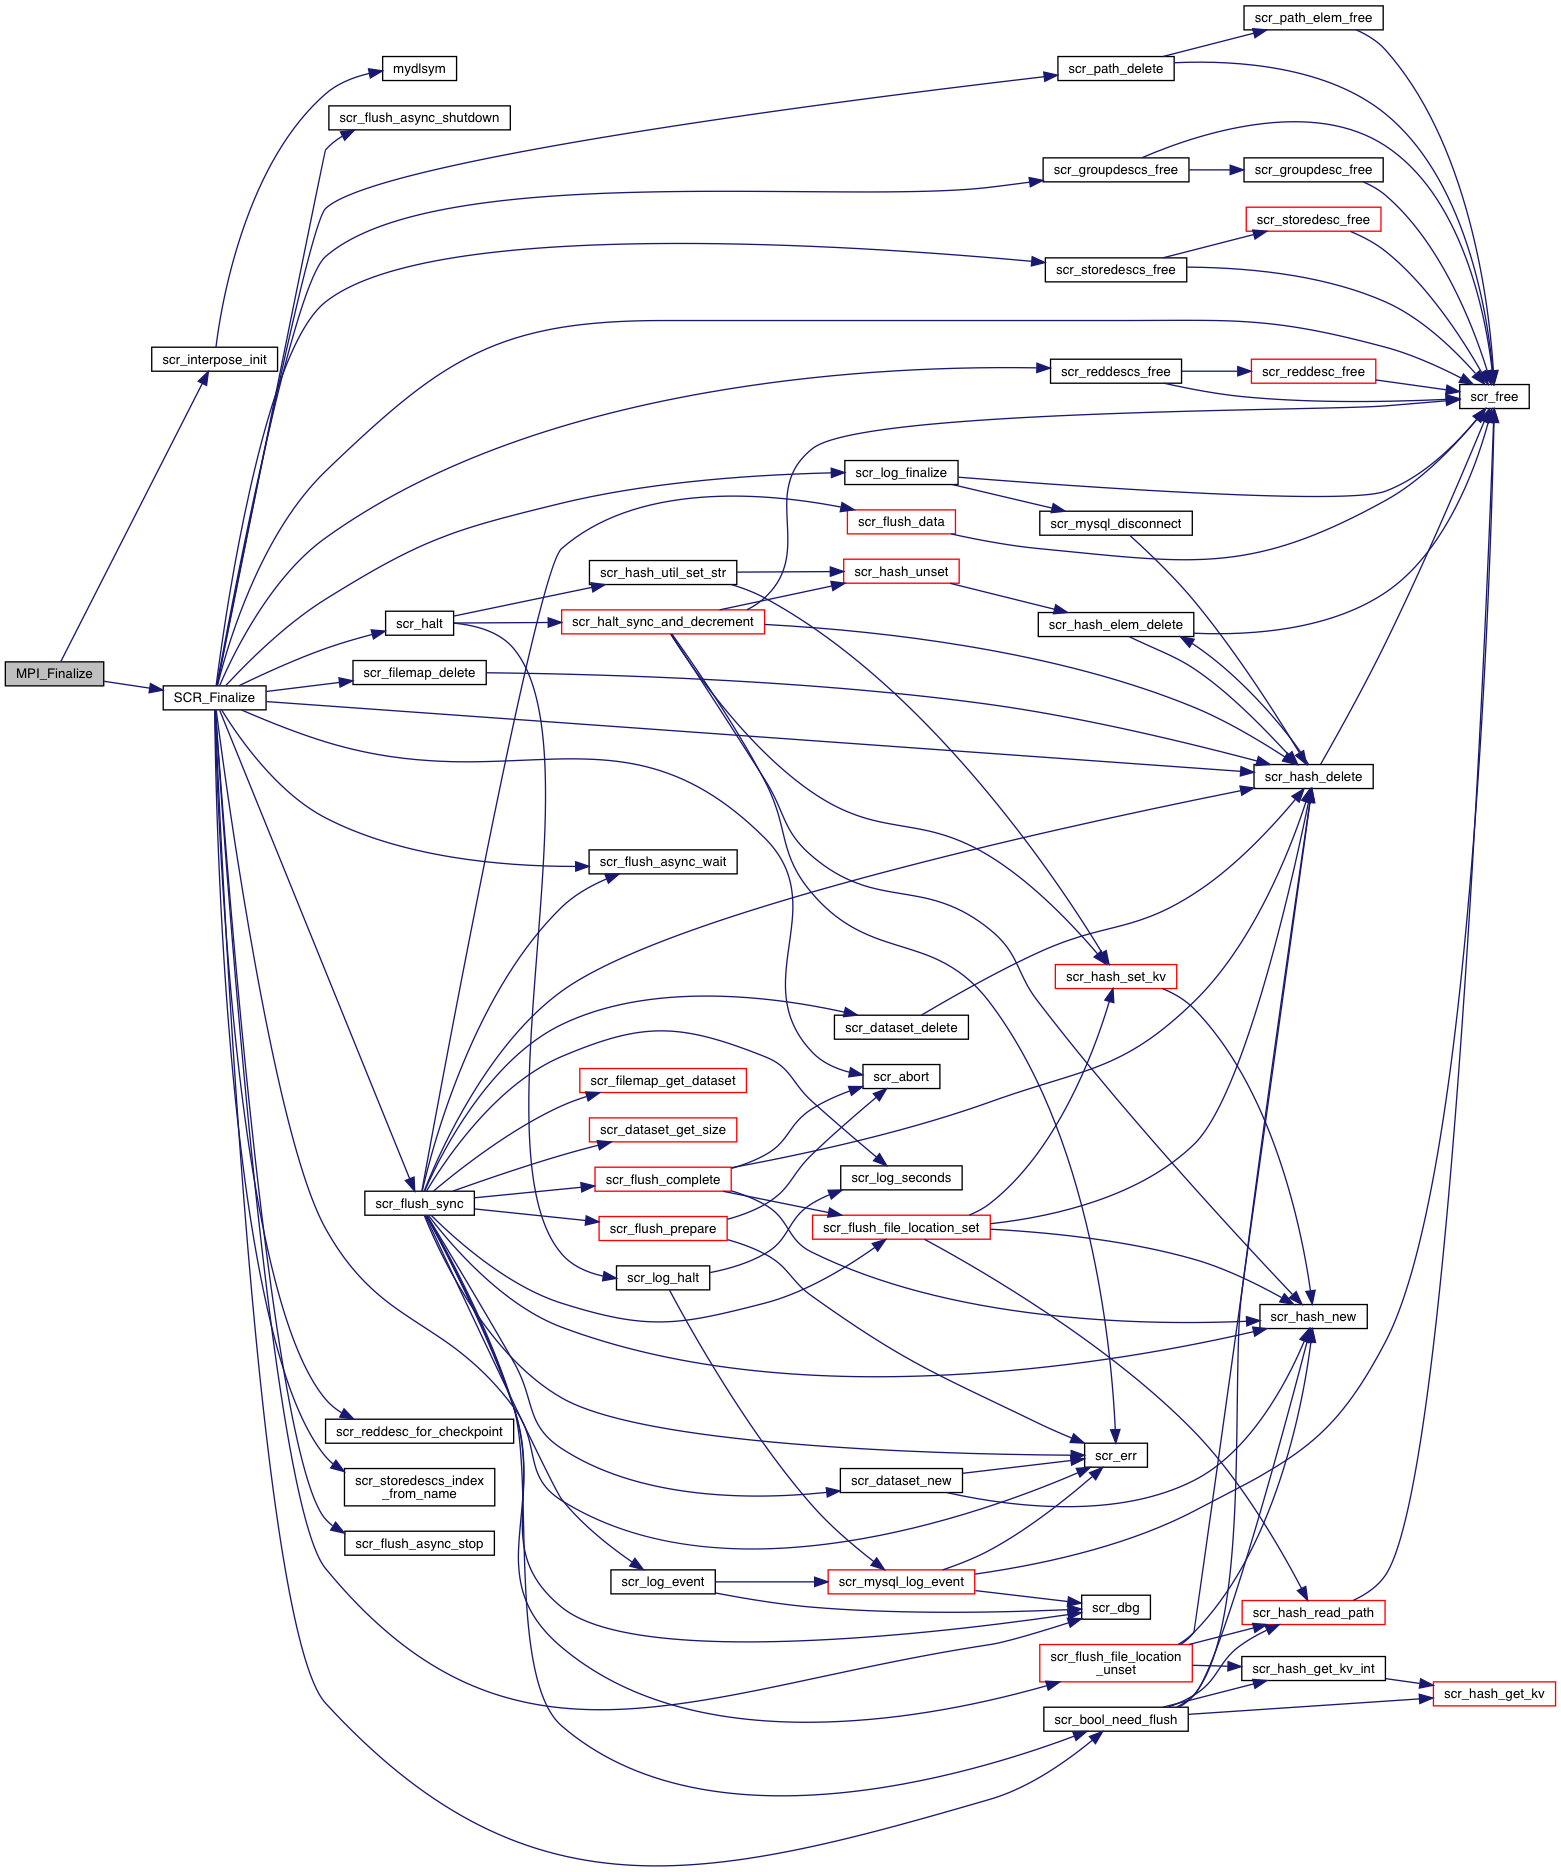 scr_path_elem_free
mydlsym
scr_path_delete
scr_flush_async_shutdown
scr_groupdescs_free
scr_groupdesc_free
scr_storedesc_free
scr_storedescs_free
scr_interpose_init
scr_reddescs_free
scr_reddesc_free
scr_free
scr_log_finalize
scr_flush_data
scr_mysql_disconnect
scr_hash_util_set_str
scr_hash_unset
scr_halt
scr_halt_sync_and_decrement
scr_hash_elem_delete
MPI_Finalize
scr_filemap_delete
SCR_Finalize
scr_hash_delete
scr_flush_async_wait
scr_hash_set_kv
scr_dataset_delete
scr_abort
scr_filemap_get_dataset
scr_dataset_get_size
scr_flush_complete
scr_log_seconds
scr_flush_sync
scr_flush_prepare
scr_flush_file_location_set
scr_log_halt
scr_hash_new
scr_reddesc_for_checkpoint
scr_err
scr_dataset_new
scr_storedescs_index
_from_name
scr_flush_async_stop
scr_log_event
scr_mysql_log_event
scr_dbg
scr_hash_read_path
scr_flush_file_location
_unset
scr_hash_get_kv_int
scr_hash_get_kv
scr_bool_need_flush